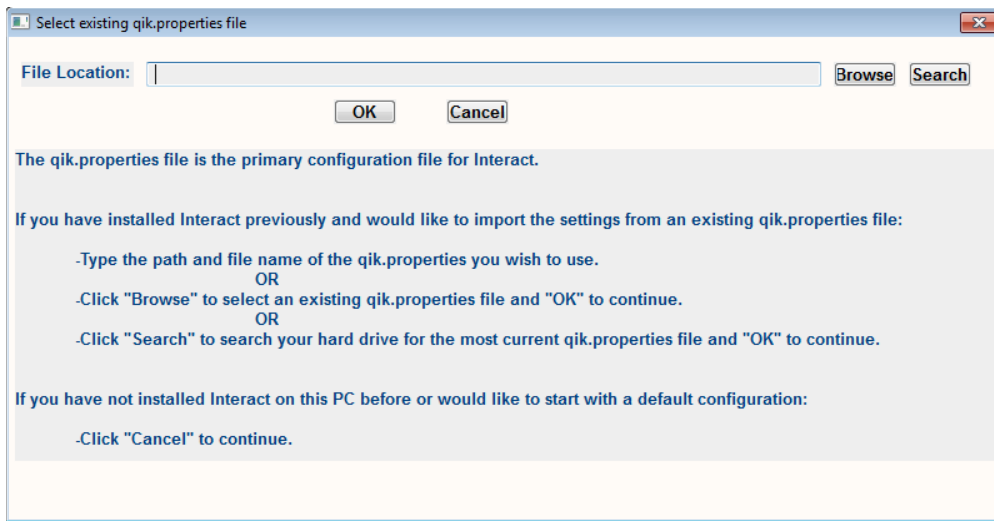 Select existing qik.properties file
File Location:
Browse
Search
OK
Cancel
The qik.properties file is the primary configuration file for Interact.
If you have installed Interact previously and would like to import the settings from an existing qik.properties file:
-Type the path and file name of the qik.properties you wish to use.
OR
-Click "Browse" to select an existing qik.properties file and "OK" to continue.
OR
-Click "Search" to search your hard drive for the most current qik.properties file and "OK" to continue.
If you have not installed Interact on this PC before or would like to start with a default configuration:
-Click "Cancel" to continue.